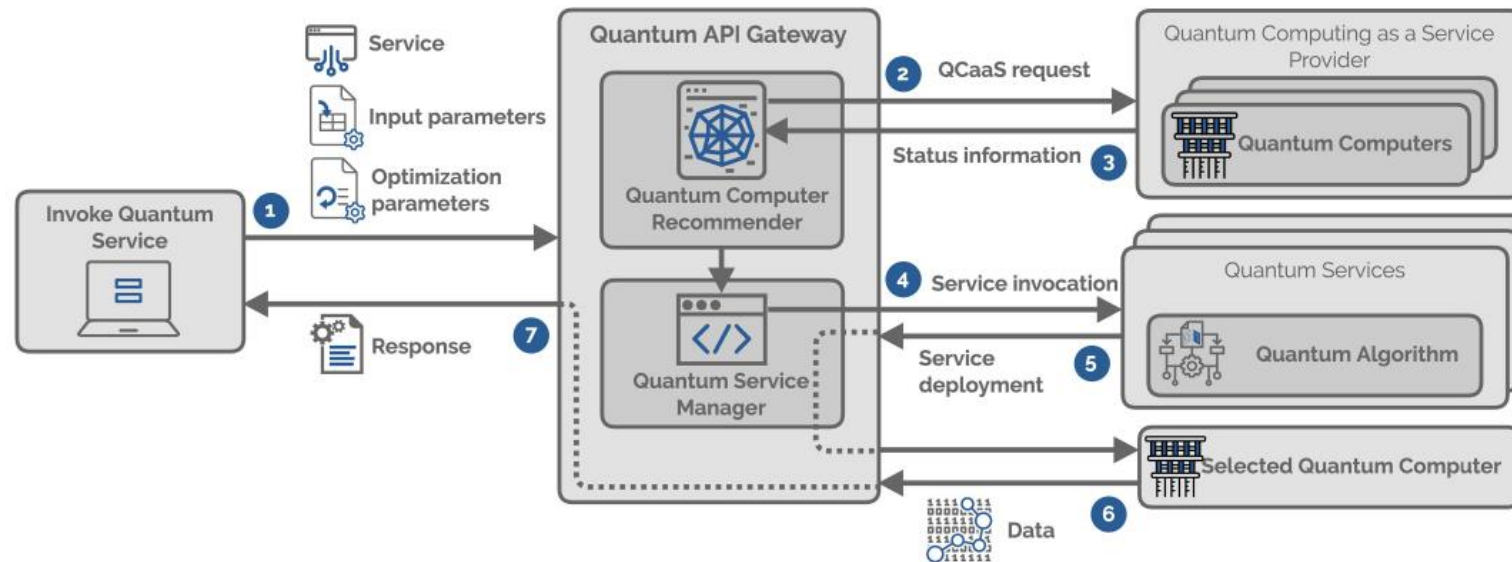 Service
Input parameters
Optimization
parameters
Invoke Quantum
Service
1
Response
7
Quantum API Gateway
Quantum Computer
Recommender
</>
Quantum Service
Manager
2 QCaaS request
Status information 3
4 Service invocation
Service
deployment
5
6
Data
Quantum Computing as a Service
Provider
Quantum Computers
Quantum Services
Quantum Algorithm
Selected Quantum Computer